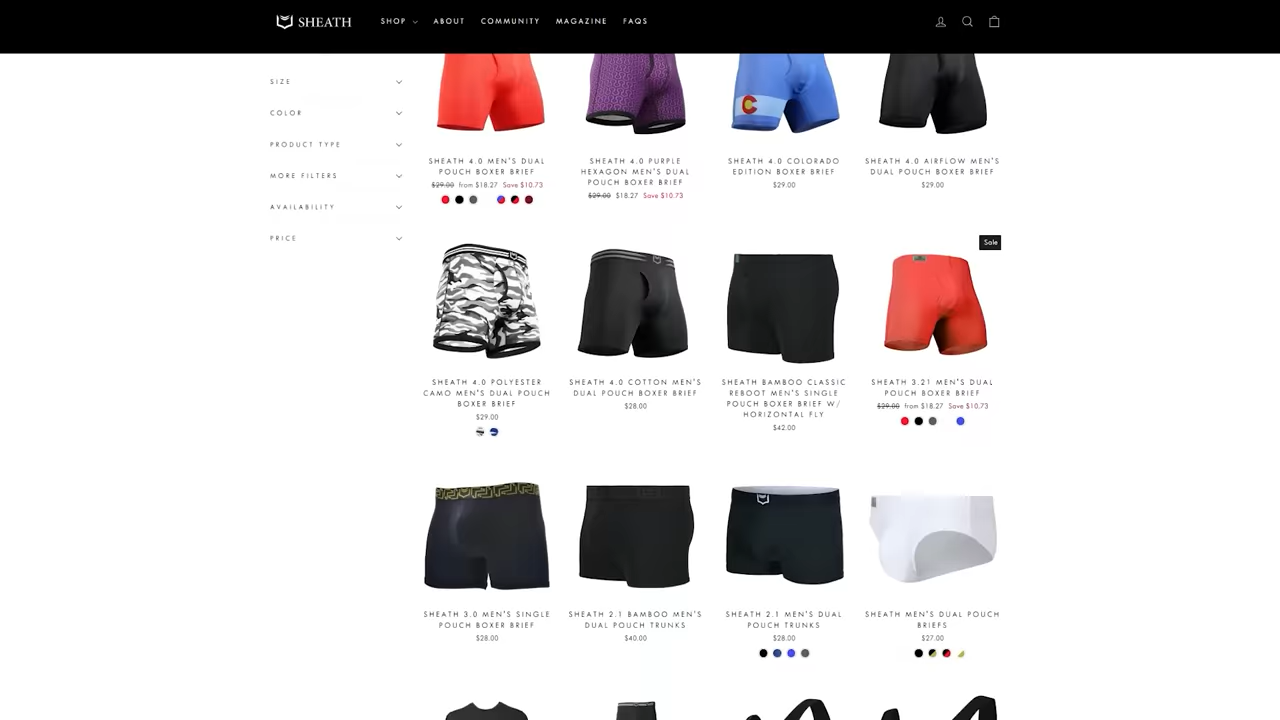 SHEATH
SHOP
ABOUT
COMMUNITY
MAGAZINE
FAQS
SIZE
COLOR
PRODUCT TYPE
MORE FILTERS
AVAILABILITY
PRICE
SHEATH 4.0 MEN'S DUAL
POUCH BOXER BRIEF
$29.00 from $18.27 Save $10.73
SHEATH 4.0 PURPLE
HEXAGON MEN'S DUAL
POUCH BOXER BRIEF
$29.00 $18.27 Save $10.73
SHEATH 4.0 COLORADO
EDITION BOXER BRIEF
$29.00
SHEATH 4.0 AIRFLOW MEN'S
DUAL POUCH BOXER BRIEF
$29.00
SHEATH 4.0 POLYESTER
CAMO MEN'S DUAL POUCH
BOXER BRIEF
$29.00
SHEATH 4.0 COTTON MEN'S
DUAL POUCH BOXER BRIEF
$28.00
SHEATH BAMBOO CLASSIC
REBOOT MEN'S SINGLE
POUCH BOXER BRIEF W/
HORIZONTAL FLY
$42.00
Sale
SHEATH 3.21 MEN'S DUAL
POUCH BOXER BRIEF
$29.00 from $18.27 Save $10.73
SHEATH 3.0 MEN'S SINGLE
POUCH BOXER BRIEF
$28.00
SHEATH 2.1 BAMBOO MEN'S
DUAL POUCH TRUNKS
$40.00
SHEATH 2.1 MEN'S DUAL
POUCH TRUNKS
$28.00
SHEATH MEN'S DUAL POUCH
BRIEFS
$27.00